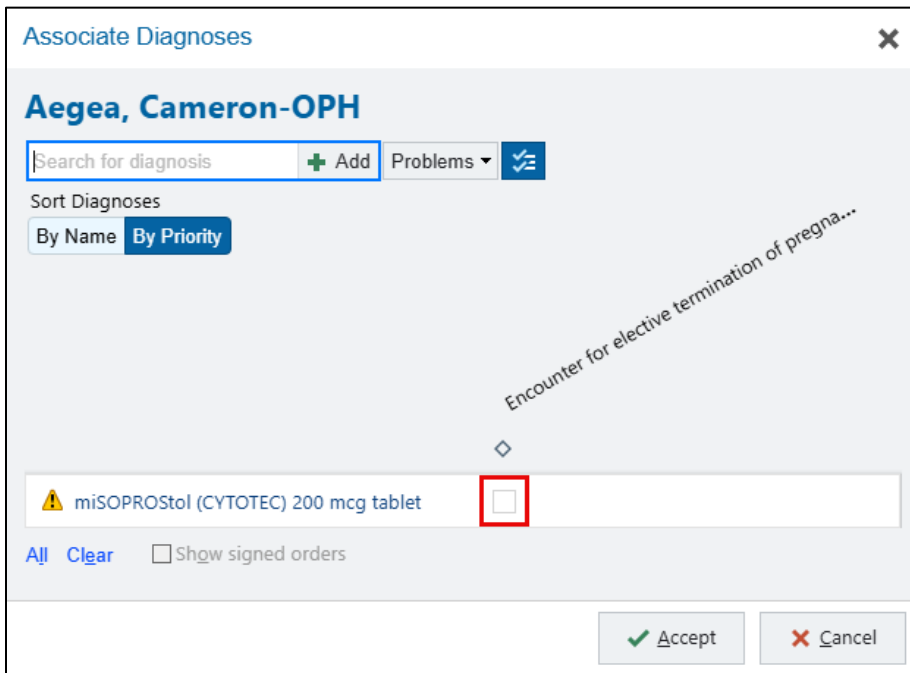 Associate Diagnoses
Aegea, Cameron-OPH
Search for diagnosis
Add
Problems
Sort Diagnoses
By Name
By Priority
Encounter for elective termination of pregna...
miSOPROStol (CYTOTEC) 200 mcg tablet
All
Clear
Show signed orders
Accept
Cancel